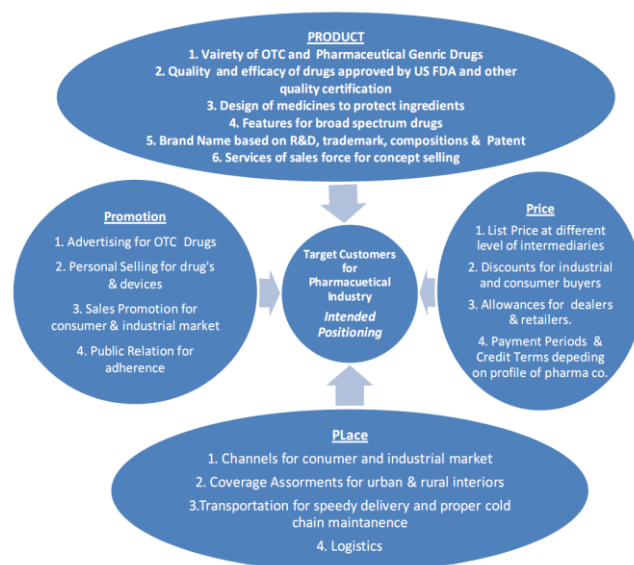 PRODUCT
1. Vairety of OTC and Pharmaceutical Genric Drugs
2. Quality and efficacy of drugs approved by US FDA and other
quality certification
3. Design of medicines to protect ingredients
4. Features for broad spectrum drugs
5. Brand Name based on R&D, trademark, compositions & Patent
6. Services of sales force for concept selling
Promotion
1. Advertising for OTC Drugs
2. Personal Selling for drug's
& devices
3. Sales Promotion for
consumer & industrial market
4. Public Relation for
adherence
Target Customers
for
Pharmacuetical
Industry
Intended
Positioning
Price
1. List Price at different
level of intermediaries
2. Discounts for industrial
and consumer buyers
3. Allowances for dealers
& retailers.
4. Payment Periods &
Credit Terms depeding
on profile of pharma co.
PLace
1. Channels for conumer and industrial market
2. Coverage Assorments for urban & rural interiors
3.Transportation for speedy delivery and proper cold
chain maintanence
4. Logistics